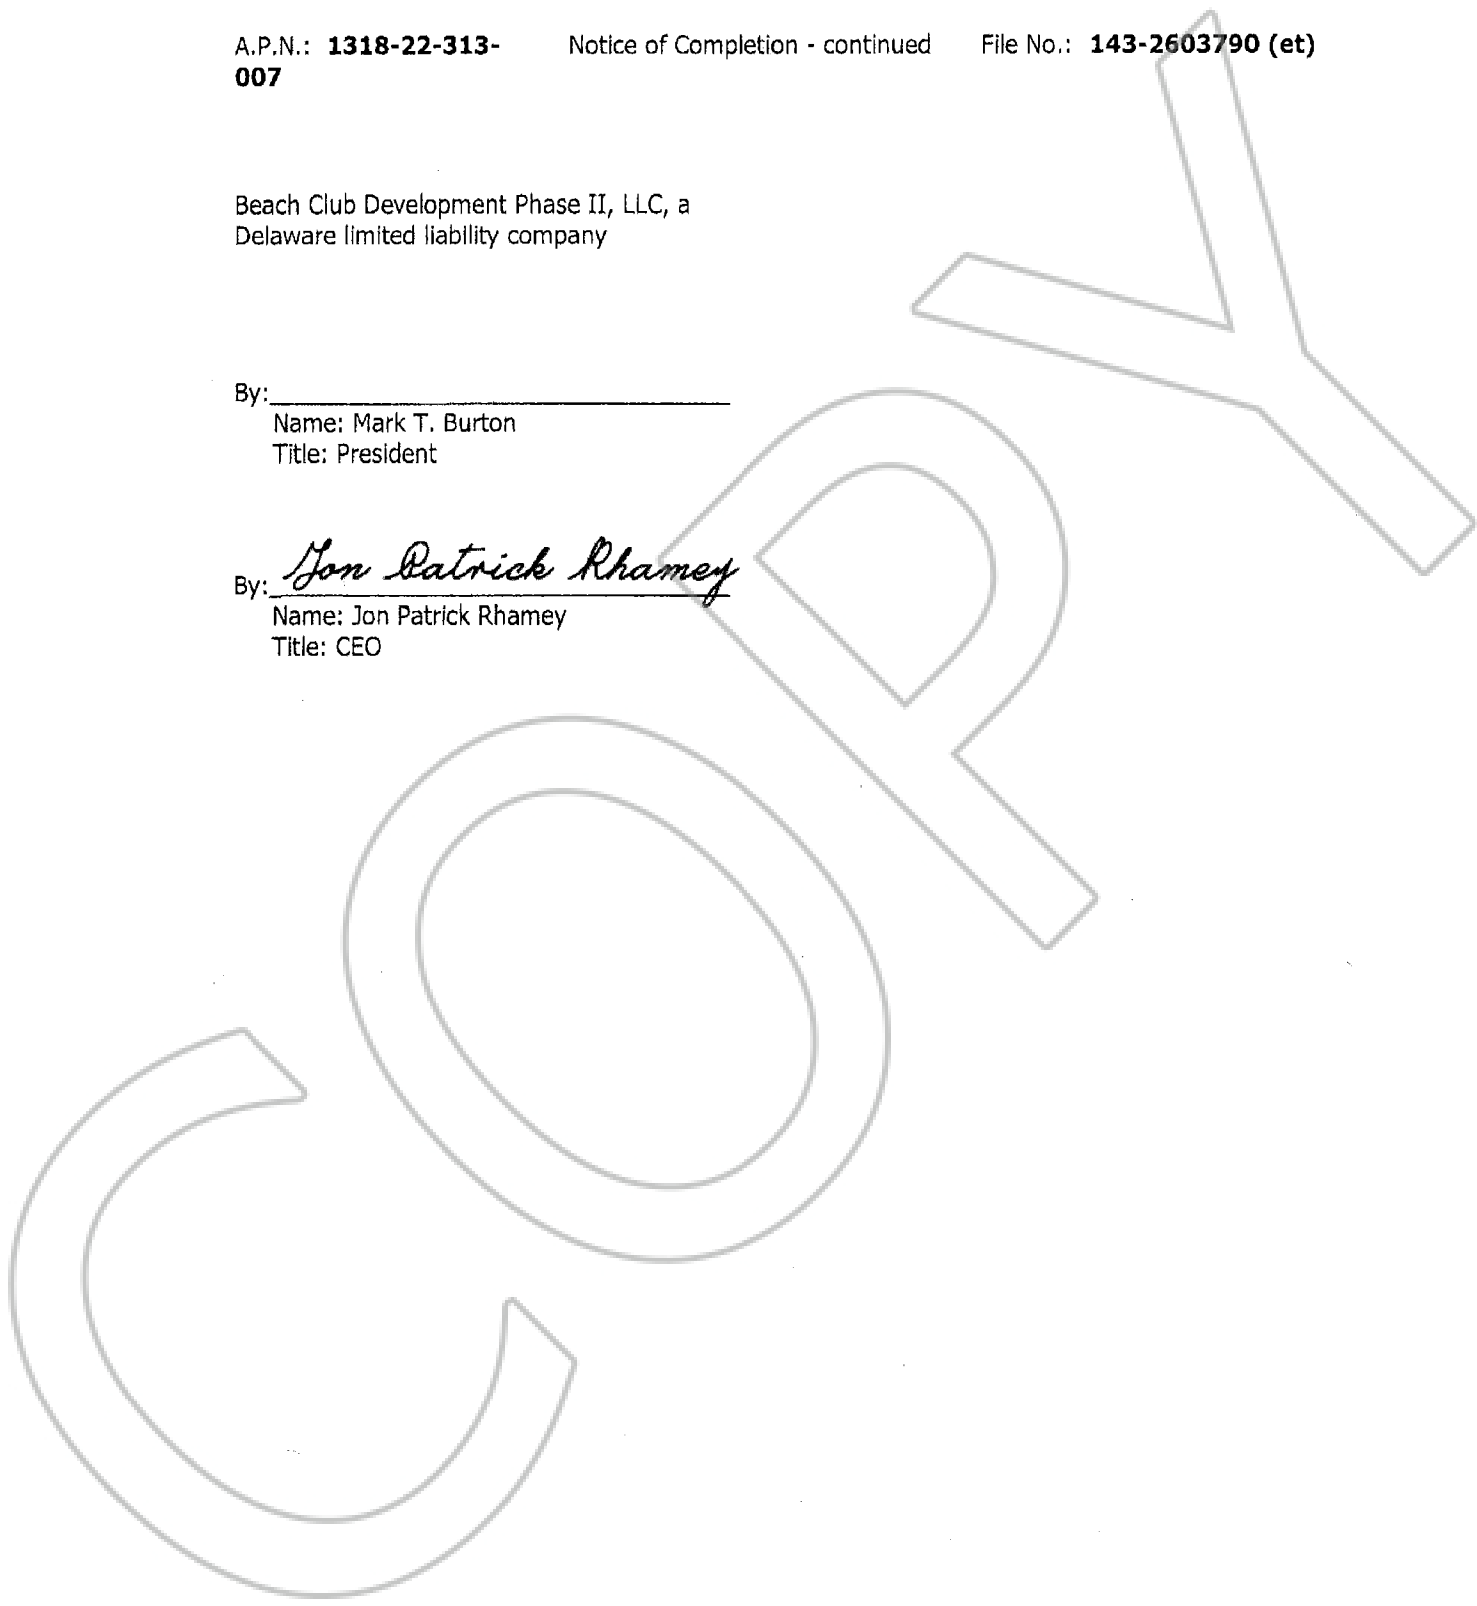 A.P.N.: 1318-22-313- Notice of Completion - continued File No.: 143-2603790 (et)
007
Beach Club Development Phase II, LLC, a
Delaware limited liability company
By:
Name: Mark T. Burton
Title: President
Jon Patrick Rhamey
By:
Name: Jon Patrick Rhamey
Title: CEO
COPY